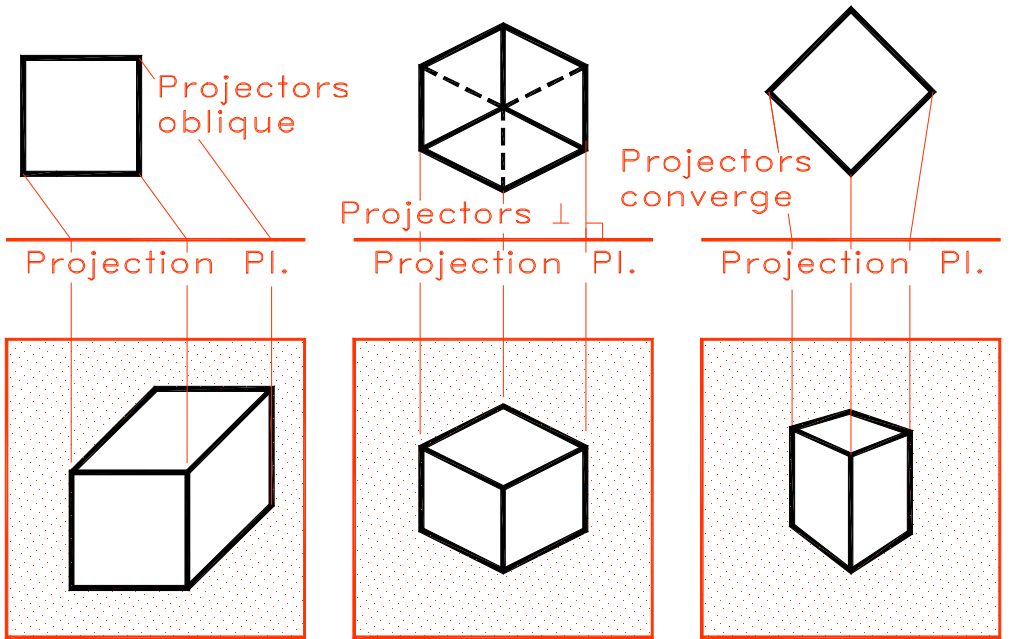 Projectors
oblique
Projection Pl.
Projectors ⊥
Projection Pl.
Projectors
converge
Projection Pl.